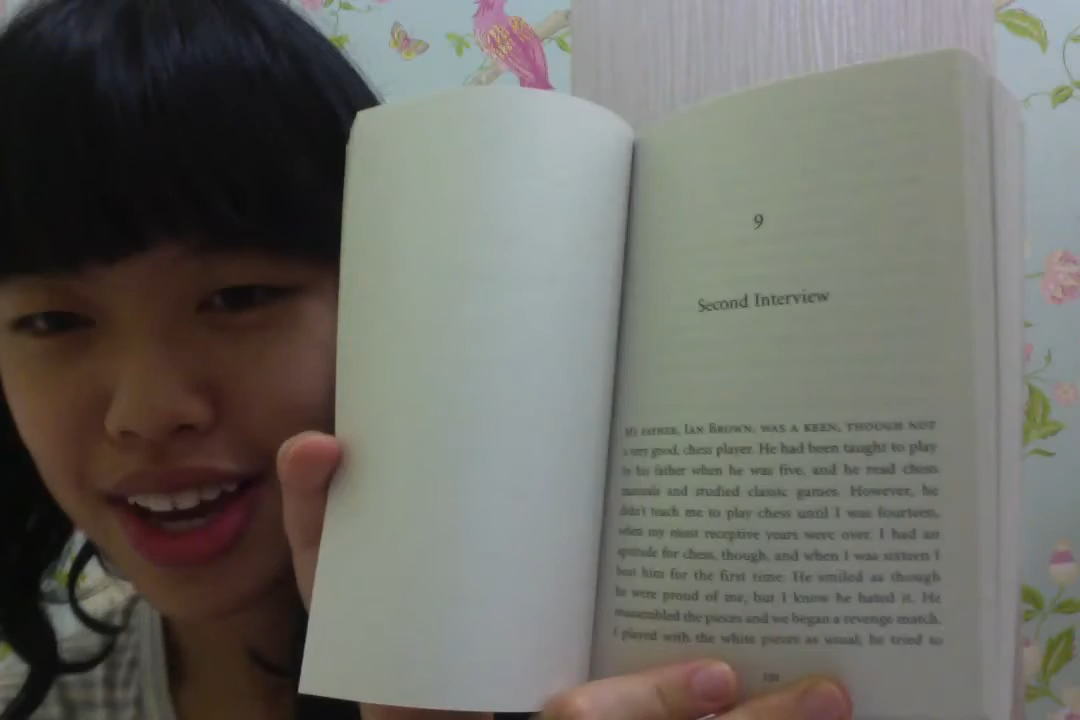 9
Second Interview
My father, Ian Brown, was a keen, though not
a very good, chess player. He had been taught to play
by his father when he was five, and he read chess
manuals and studied classic games. However, he
didn't teach me to play chess until I was fourteen,
when my most receptive years were over. I had an
aptitude for chess, though, and when I was sixteen I
beat him for the first time. He smiled as though
he were proud of me, but I know he hated it. He
reassembled the pieces and we began a revenge match.
I played with the white pieces as usual; he tried to